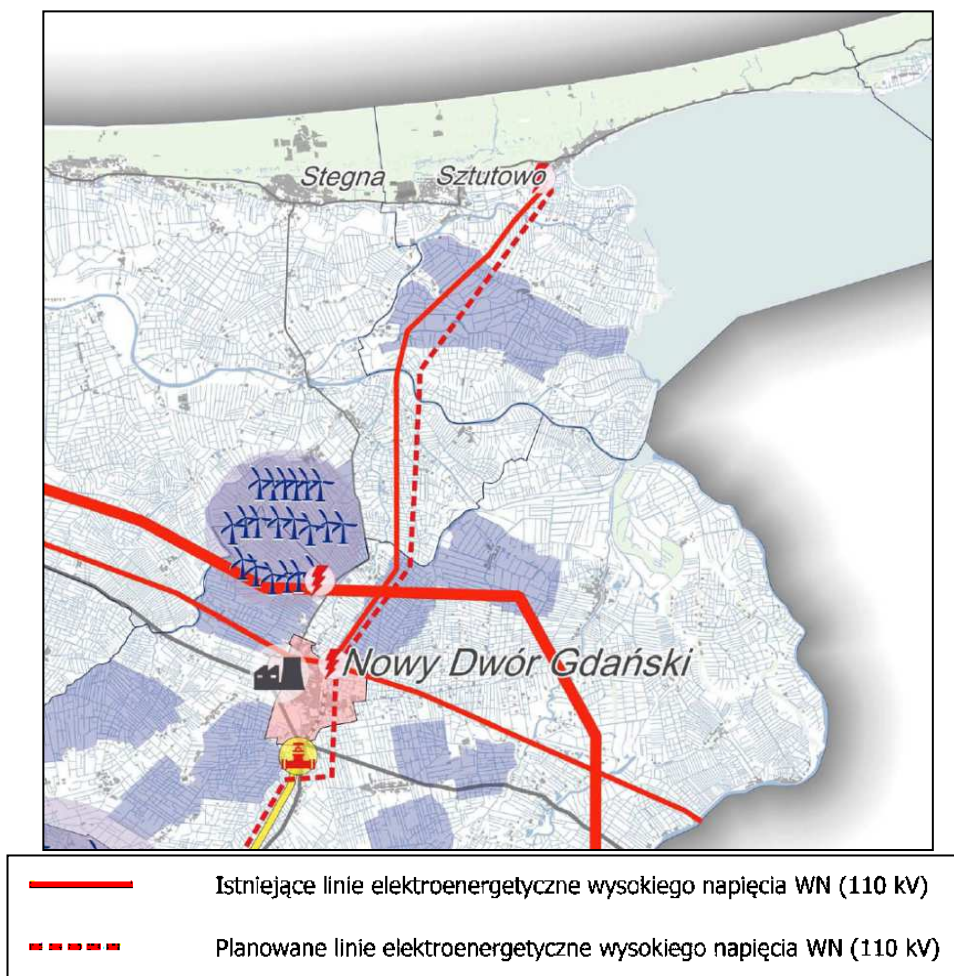 Stegna
Sztutowo
Nowy Dwór Gdański
Istniejące linie elektroenergetyczne wysokiego napięcia WN (110 kV)
Planowane linie elektroenergetyczne wysokiego napięcia WN (110 kV)